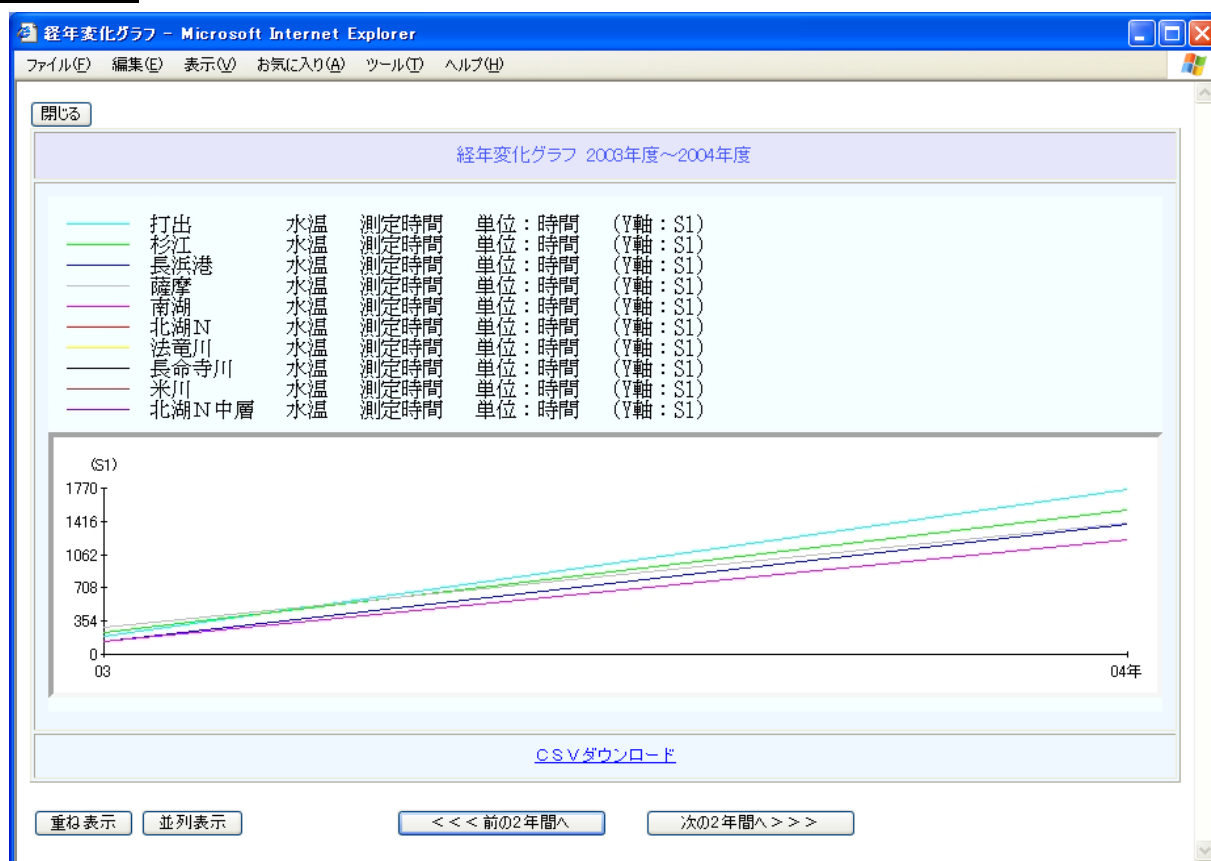 経年変化グラフ - Microsoft Internet Explorer
ファイル(F) 編集(E) 表示(V) お気に入り(A) ツール(T) ヘルプ(H)
閉じる
経年変化グラフ 2003年度～2004年度
打出 水温 測定時間 単位：時間 (Y軸：S1)
杉江 水温 測定時間 単位：時間 (Y軸：S1)
長浜港 水温 測定時間 単位：時間 (Y軸：S1)
薩摩 水温 測定時間 単位：時間 (Y軸：S1)
南湖 水温 測定時間 単位：時間 (Y軸：S1)
北湖Ｎ 水温 測定時間 単位：時間 (Y軸：S1)
法竜川 水温 測定時間 単位：時間 (Y軸：S1)
長命寺川 水温 測定時間 単位：時間 (Y軸：S1)
米川 水温 測定時間 単位：時間 (Y軸：S1)
北湖Ｎ中層 水温 測定時間 単位：時間 (Y軸：S1)
(S1)
1770
1416
1062
708
354
0
03 04年
ＣＳＶダウンロード
重ね表示 並列表示 <<<前の2年間へ 次の2年間へ>>>